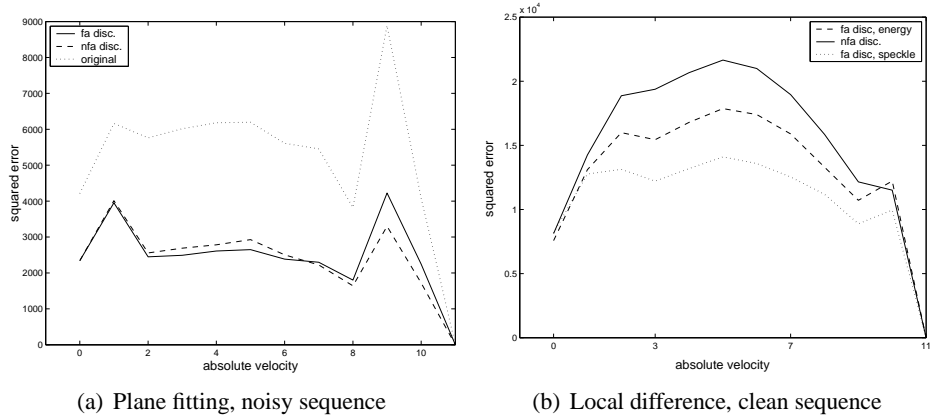 9000
8000
7000
6000
5000
4000
3000
2000
1000
0
squared error
fa disc.
nfa disc.
original
0 2 4 6 8 10
absolute velocity
(a) Plane fitting, noisy sequence
x 10⁴
2.5
2
1.5
1
0.5
0
squared error
fa disc, energy
nfa disc.
fa disc, speckle
0 3 7 11
absolute velocity
(b) Local difference, clean sequence